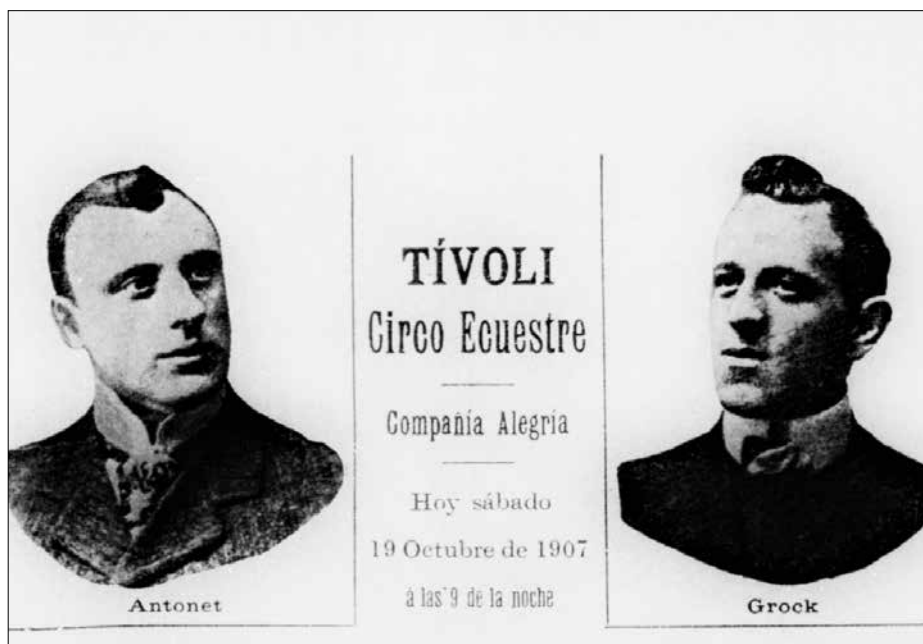 TÍVOLI
Circo Ecuestre
Compañía Alegría
Hoy sábado
19 Octubre de 1907
á las 9 de la noche
Antonet
Grock